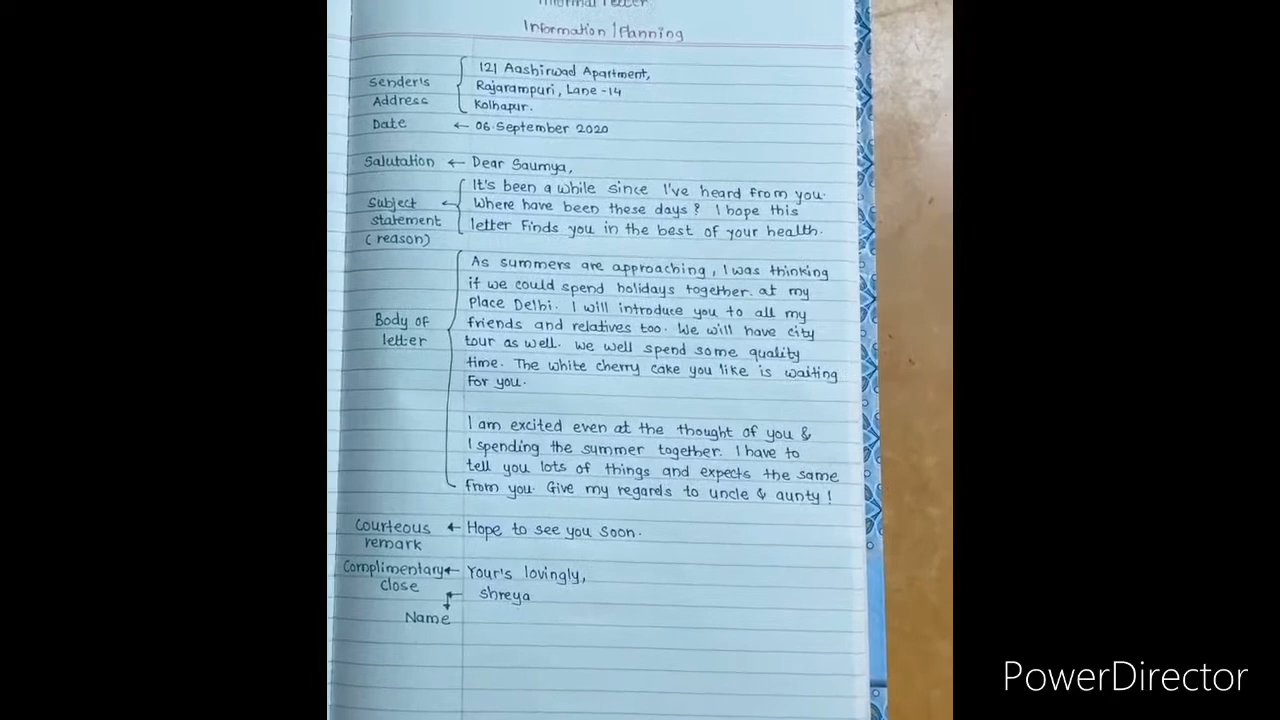 Informal letter
Information / Planning
Sender's Address
121 Aashirwad Apartment,
Rajarampuri, Lane -14
Kolhapur.
Date ← 06 September 2020
Salutation ← Dear Saumya,
Subject statement (reason)
It's been a while since I've heard from you.
Where have been these days? I hope this
letter finds you in the best of your health.
Body of letter
As summers are approaching, I was thinking
if we could spend holidays together. at my
Place Delhi. I will introduce you to all my
friends and relatives too. We will have city
tour as well. we well spend some quality
time. The white cherry cake you like is waiting
for you.
I am excited even at the thought of you &
I spending the summer together. I have to
tell you lots of things and expects the same
from you. Give my regards to uncle & aunty!
Courteous remark ← Hope to see you soon.
Complimentary close ← Your's lovingly,
Name ← shreya
PowerDirector